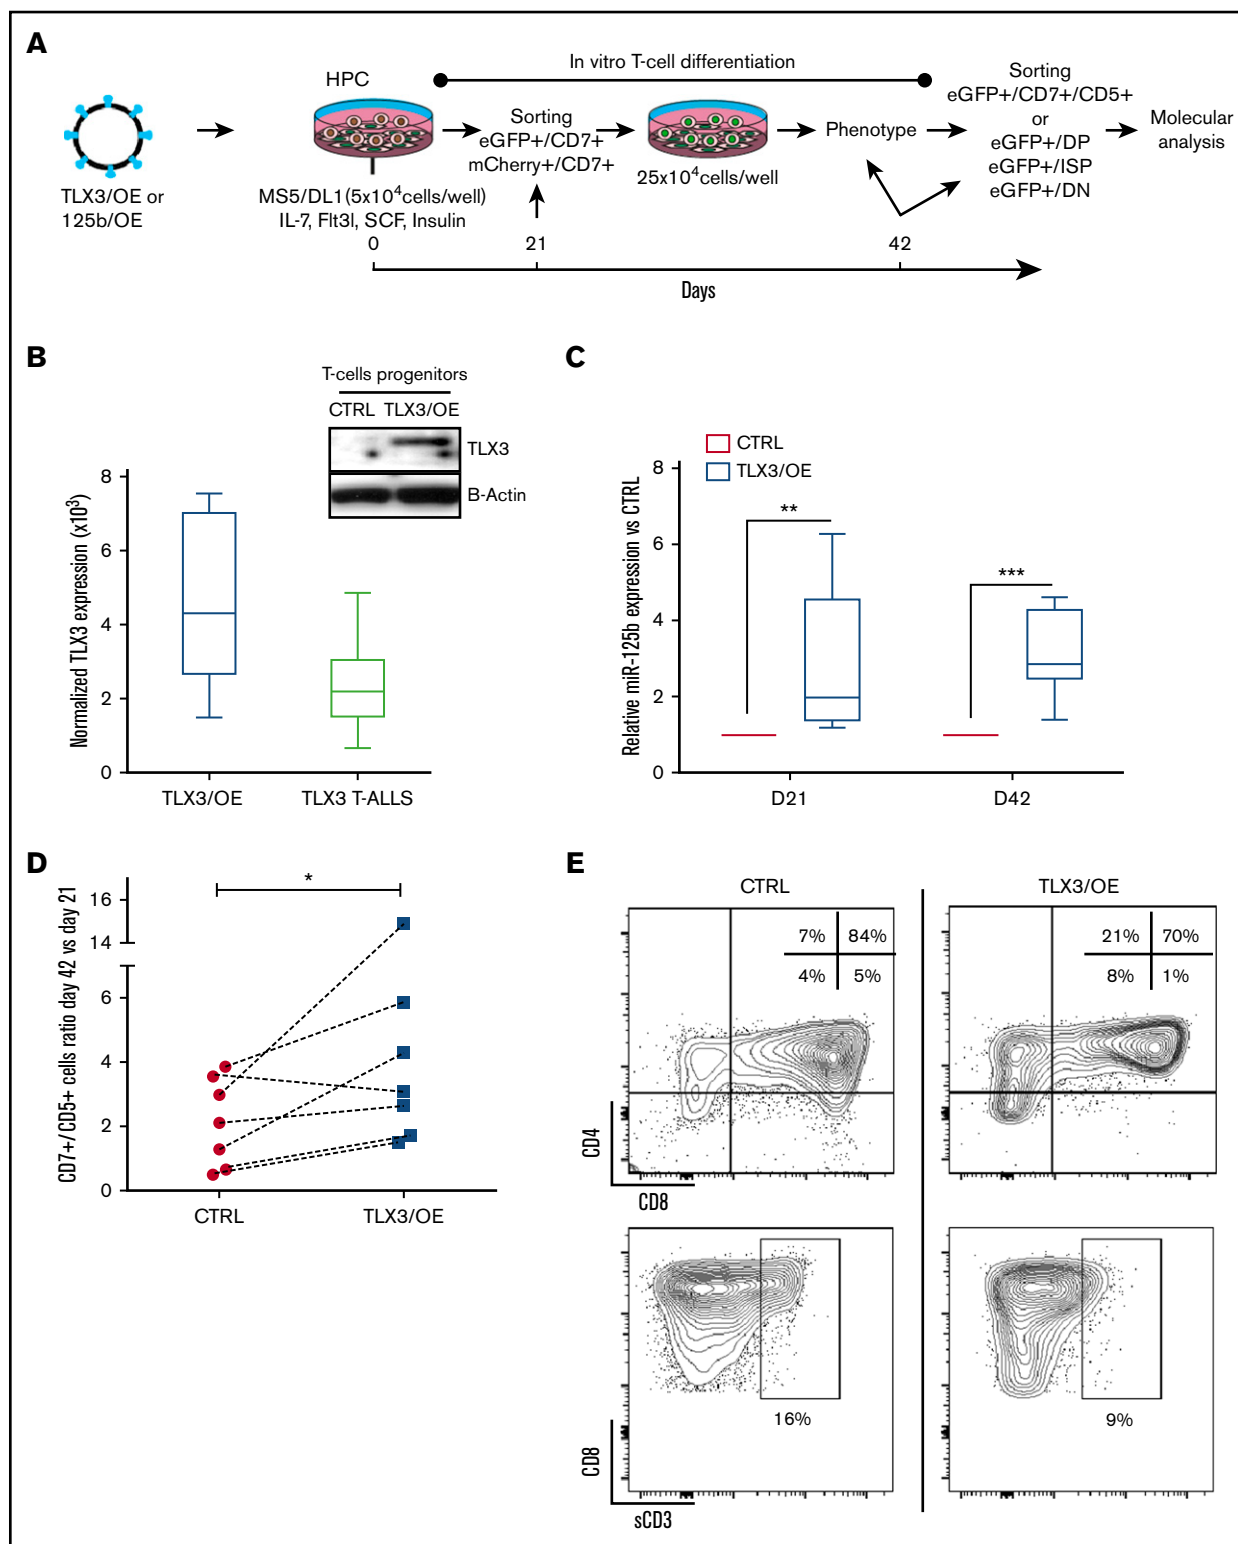 A
In vitro T-cell differentiation
HPC
Sorting
eGFP+/CD7+
mCherry+/CD7+
Sorting
eGFP+/CD7+/CD5+
or
eGFP+/DP
eGFP+/ISP
eGFP+/DN
Phenotype
Molecular
analysis
TLX3/OE or
125b/OE
MS5/DL1(5x10⁴cells/well)
IL-7, Flt3l, SCF, Insulin
25x10⁴cells/well
0
21
42
Days
B
T-cells progenitors
CTRL TLX3/OE
TLX3
B-Actin
Normalized TLX3 expression (x10³)
8
6
4
2
0
TLX3/OE
TLX3 T-ALLS
C
CTRL
TLX3/OE
Relative miR-125b expression vs CTRL
8
6
4
2
0
**
***
D21
D42
D
CD7+/CD5+ cells ratio day 42 vs day 21
16
14
6
4
2
0
*
CTRL
TLX3/OE
E
CTRL
TLX3/OE
7% 84%
4% 5%
21% 70%
8% 1%
CD4
CD8
16%
9%
CD8
sCD3